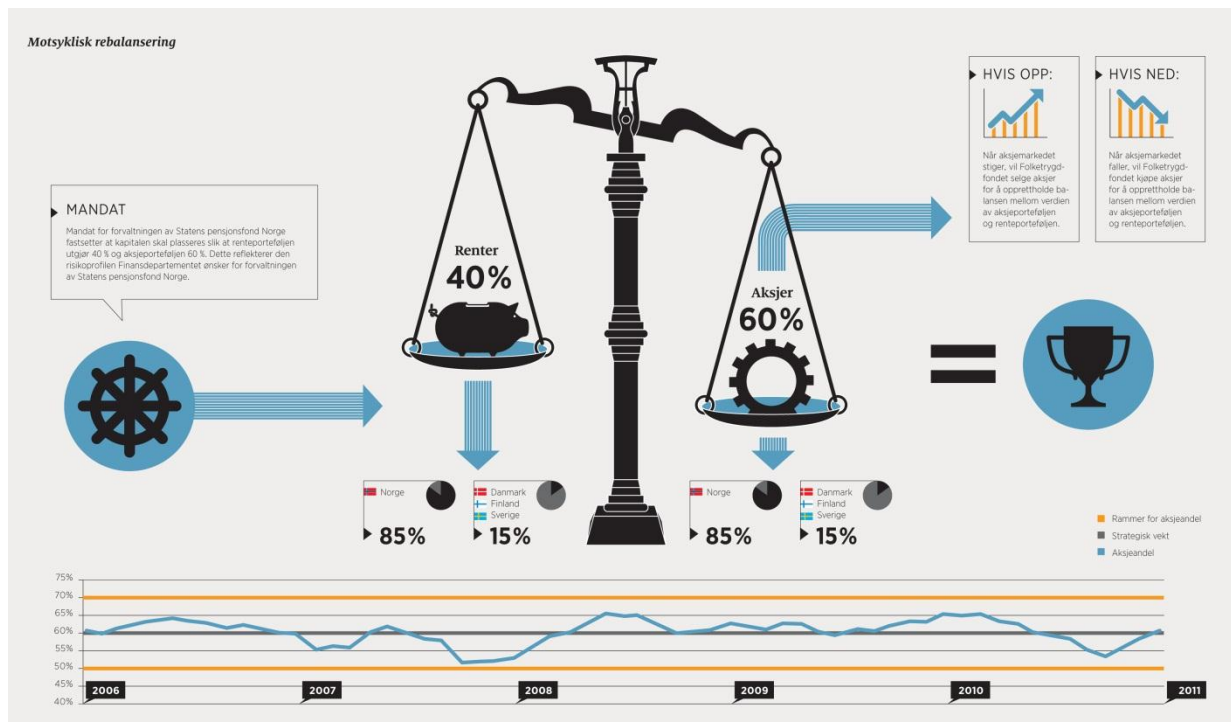 Motsyklisk rebalansering
MANDAT
Mandat for forvaltningen av Statens pensjonsfond Norge
fastsetter at kapitalen skal plasseres slik at renteporteføljen
utgjør 40 % og aksjeporteføljen 60 %. Dette reflekterer den
risikoprofilen Finansdepartementet ønsker for forvaltningen
av Statens pensjonsfond Norge.
Renter
40%
Aksjer
60%
HVIS OPP:
Når aksjemarkedet
stiger, vil Folketrygd-
fondet selge aksjer
for å opprettholde ba-
lansen mellom verdien
av aksjeporteføljen
og renteporteføljen.
HVIS NED:
Når aksjemarkedet
faller, vil Folketrygd-
fondet kjøpe aksjer
for å opprettholde ba-
lansen mellom verdien
av aksjeporteføljen
og renteporteføljen.
Norge
85%
Danmark
Finland
Sverige
15%
Norge
85%
Danmark
Finland
Sverige
15%
Rammer for aksjeandel
Strategisk vekt
Aksjeandel
75%
70%
65%
60%
55%
50%
45%
40%
2006
2007
2008
2009
2010
2011